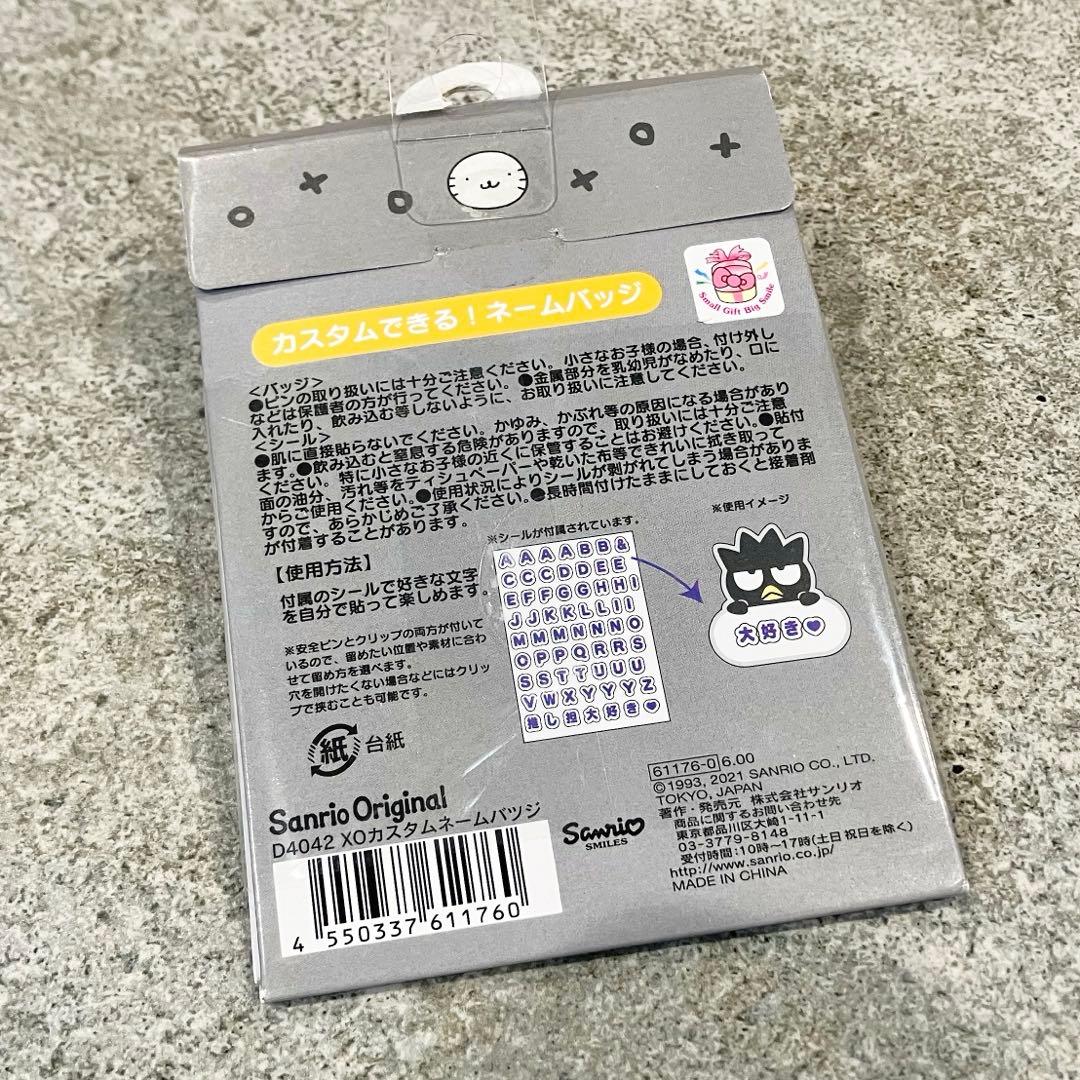 Small Gift Big Smile
カスタムできる！ネームバッジ
＜バッジ＞
●ピンの取り扱いには十分ご注意ください。小さなお子様の場合、付け外し
などは保護者の方が行ってください。●金属部分を乳幼児がなめたり、口に
入れたり、飲み込む等しないように、お取り扱いに注意してください。
＜シール＞
●肌に直接貼らないでください。かゆみ、かぶれ等の原因になる場合があり
ます。●飲み込むと窒息する危険がありますので、取り扱いには十分ご注意
ください。特に小さなお子様の近くに保管することはお避けください。●貼付
面の油分、汚れ等をティシュペーパーや乾いた布等できれいに拭き取って
からご使用ください。●使用状況によりシールが剥がれてしまう場合がありま
すので、あらかじめご了承ください。●長時間付けたままにしておくと接着剤
が付着することがあります。
【使用方法】
付属のシールで好きな文字
を自分で貼って楽しめます。
※安全ピンとクリップの両方が付いて
いるので、留めたい位置や素材に合わ
せて留め方を選べます。
穴を開けたくない場合などにはクリッ
プで挟むことも可能です。
※シールが付属されています。
A A A A B B &
C C C D D E E
E F F G G H H I
J J K K L L I I
M M M N N N O
O P P Q R R S
S S T T U U U
V W X Y Y Y Z
推 し 担 大 好 き ♥
※使用イメージ
大好き♥
紙 台紙
Sanrio Original
D4042 XOカスタムネームバツジ
4 550337 611760
Sanrio
SMILES
61176-0 6.00
©1993, 2021 SANRIO CO., LTD.
TOKYO, JAPAN
著作・発売元 株式会社サンリオ
商品に関するお問い合わせ先
東京都品川区大崎1-11-1
03-3779-8148
受付時間：10時〜17時(土日祝日を除く)
http://www.sanrio.co.jp/
MADE IN CHINA